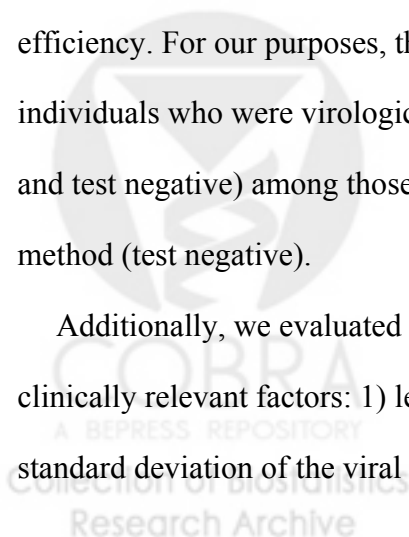 efficiency. For our purposes, th
individuals who were virologic
and test negative) among those
method (test negative).
Additionally, we evaluated
clinically relevant factors: 1) le
standard deviation of the viral
COBRA
A BEPRESS REPOSITORY
Collection of Biostatistics
Research Archive